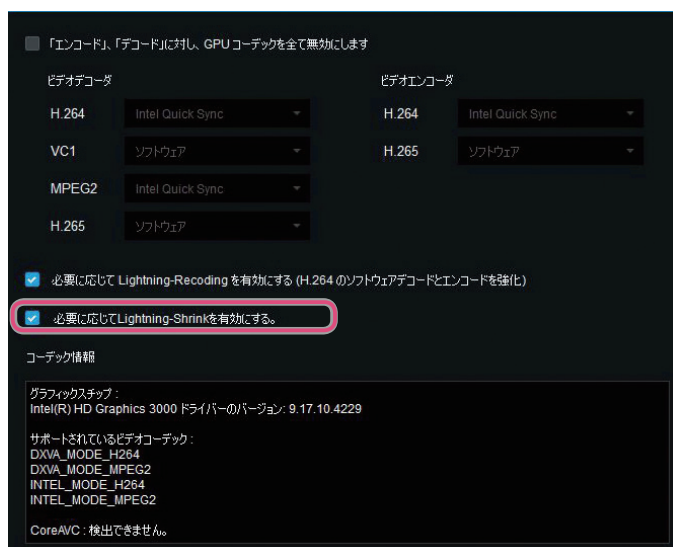 「エンコード」、「デコード」に対し、GPUコーデックを全て無効にします
ビデオデコーダ ビデオエンコーダ
H.264 Intel Quick Sync H.264 Intel Quick Sync
VC1 ソフトウェア H.265 ソフトウェア
MPEG2 Intel Quick Sync
H.265 ソフトウェア
必要に応じて Lightning-Recoding を有効にする (H.264 のソフトウェアデコードとエンコードを強化)
必要に応じてLightning-Shrinkを有効にする。
コーデック情報
グラフィックスチップ :
Intel(R) HD Graphics 3000 ドライバーのバージョン: 9.17.10.4229
サポートされているビデオコーデック :
DXVA_MODE_H264
DXVA_MODE_MPEG2
INTEL_MODE_H264
INTEL_MODE_MPEG2
CoreAVC : 検出できません。